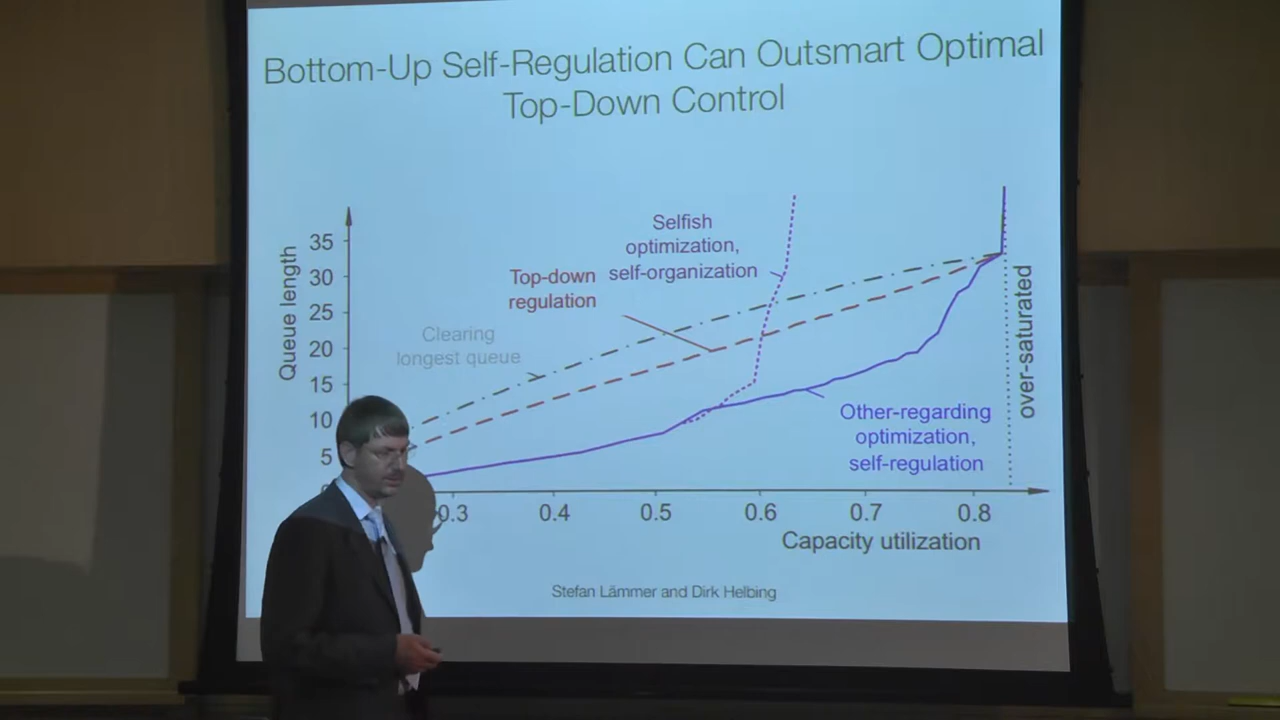 Bottom-Up Self-Regulation Can Outsmart Optimal
Top-Down Control
Queue length
35
30
25
20
15
10
5
Selfish
optimization,
self-organization
Top-down
regulation
Clearing
longest queue
Other-regarding
optimization,
self-regulation
over-saturated
0.3 0.4 0.5 0.6 0.7 0.8
Capacity utilization
Stefan Lämmer and Dirk Helbing